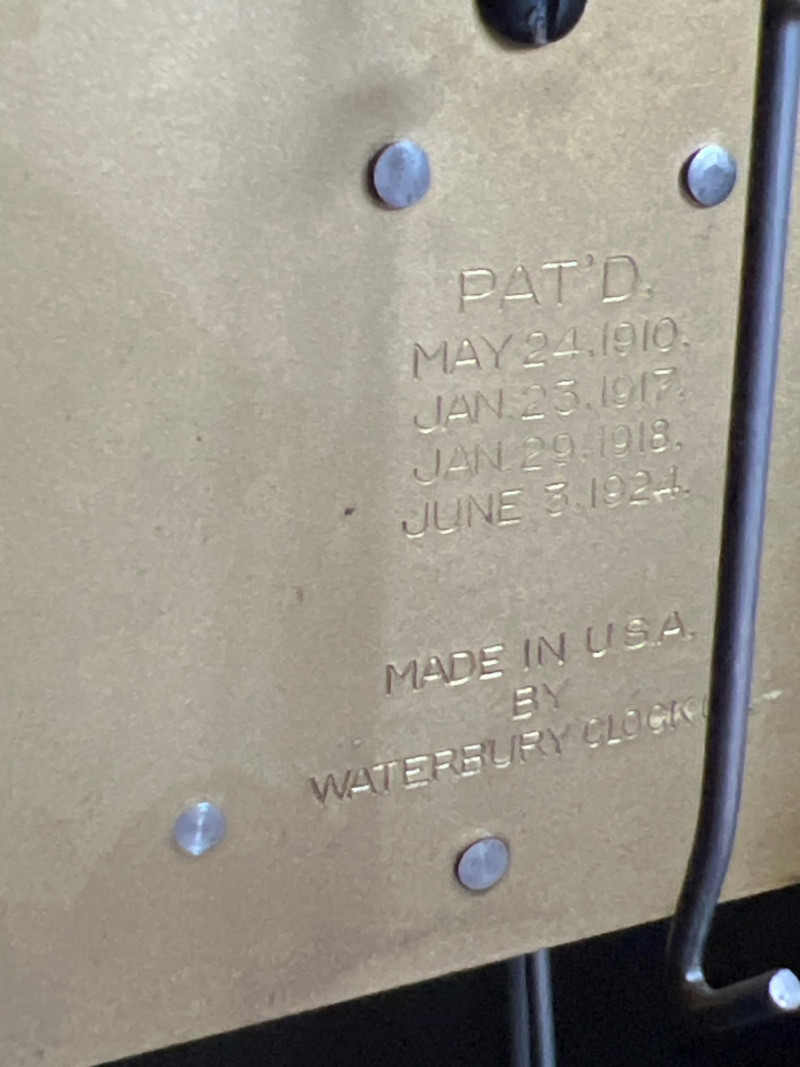 PAT'D.
MAY 24.1910.
JAN. 23.1917.
JAN. 29.1918.
JUNE 3.1924.
MADE IN U.S.A.
BY
WATERBURY CLOCK